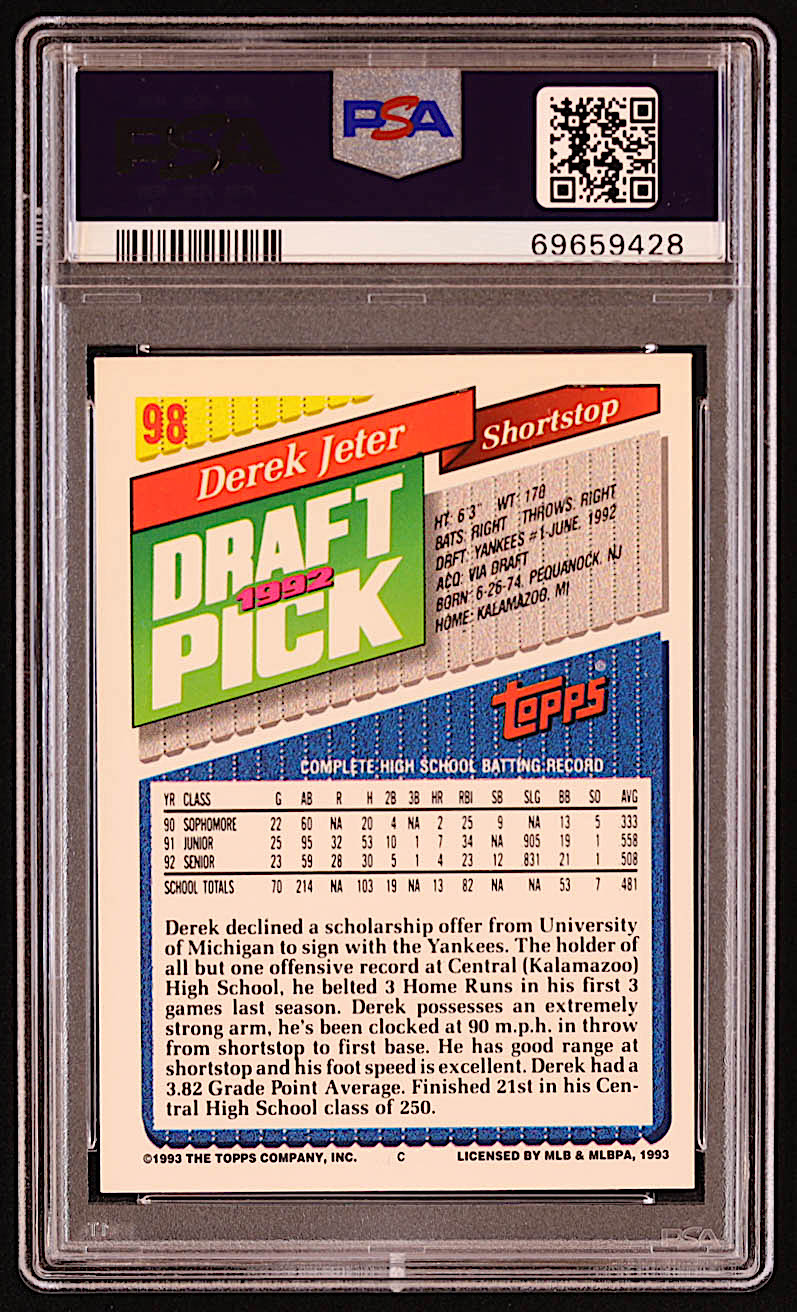 PSA
PSA
69659428
98
Derek Jeter
Shortstop
DRAFT
1992
PICK
HT: 6'3" WT: 170
BATS: RIGHT THROWS: RIGHT
DRFT: YANKEES #1-JUNE, 1992
ACQ: VIA DRAFT
BORN: 6-26-74, PEQUANOCK, NJ
HOME: KALAMAZOO, MI
Topps®
COMPLETE HIGH SCHOOL BATTING RECORD
YR CLASS G AB R H 2B 3B HR RBI SB SLG BB SO AVG
90 SOPHOMORE 22 60 NA 20 4 NA 2 25 9 NA 13 5 333
91 JUNIOR 25 95 32 53 10 1 7 34 NA 905 19 1 558
92 SENIOR 23 59 28 30 5 1 4 23 12 831 21 1 508
SCHOOL TOTALS 70 214 NA 103 19 NA 13 82 NA NA 53 7 481
Derek declined a scholarship offer from University
of Michigan to sign with the Yankees. The holder of
all but one offensive record at Central (Kalamazoo)
High School, he belted 3 Home Runs in his first 3
games last season. Derek possesses an extremely
strong arm, he's been clocked at 90 m.p.h. in throw
from shortstop to first base. He has good range at
shortstop and his foot speed is excellent. Derek had a
3.82 Grade Point Average. Finished 21st in his Cen-
tral High School class of 250.
©1993 THE TOPPS COMPANY, INC. C LICENSED BY MLB & MLBPA, 1993
PSA